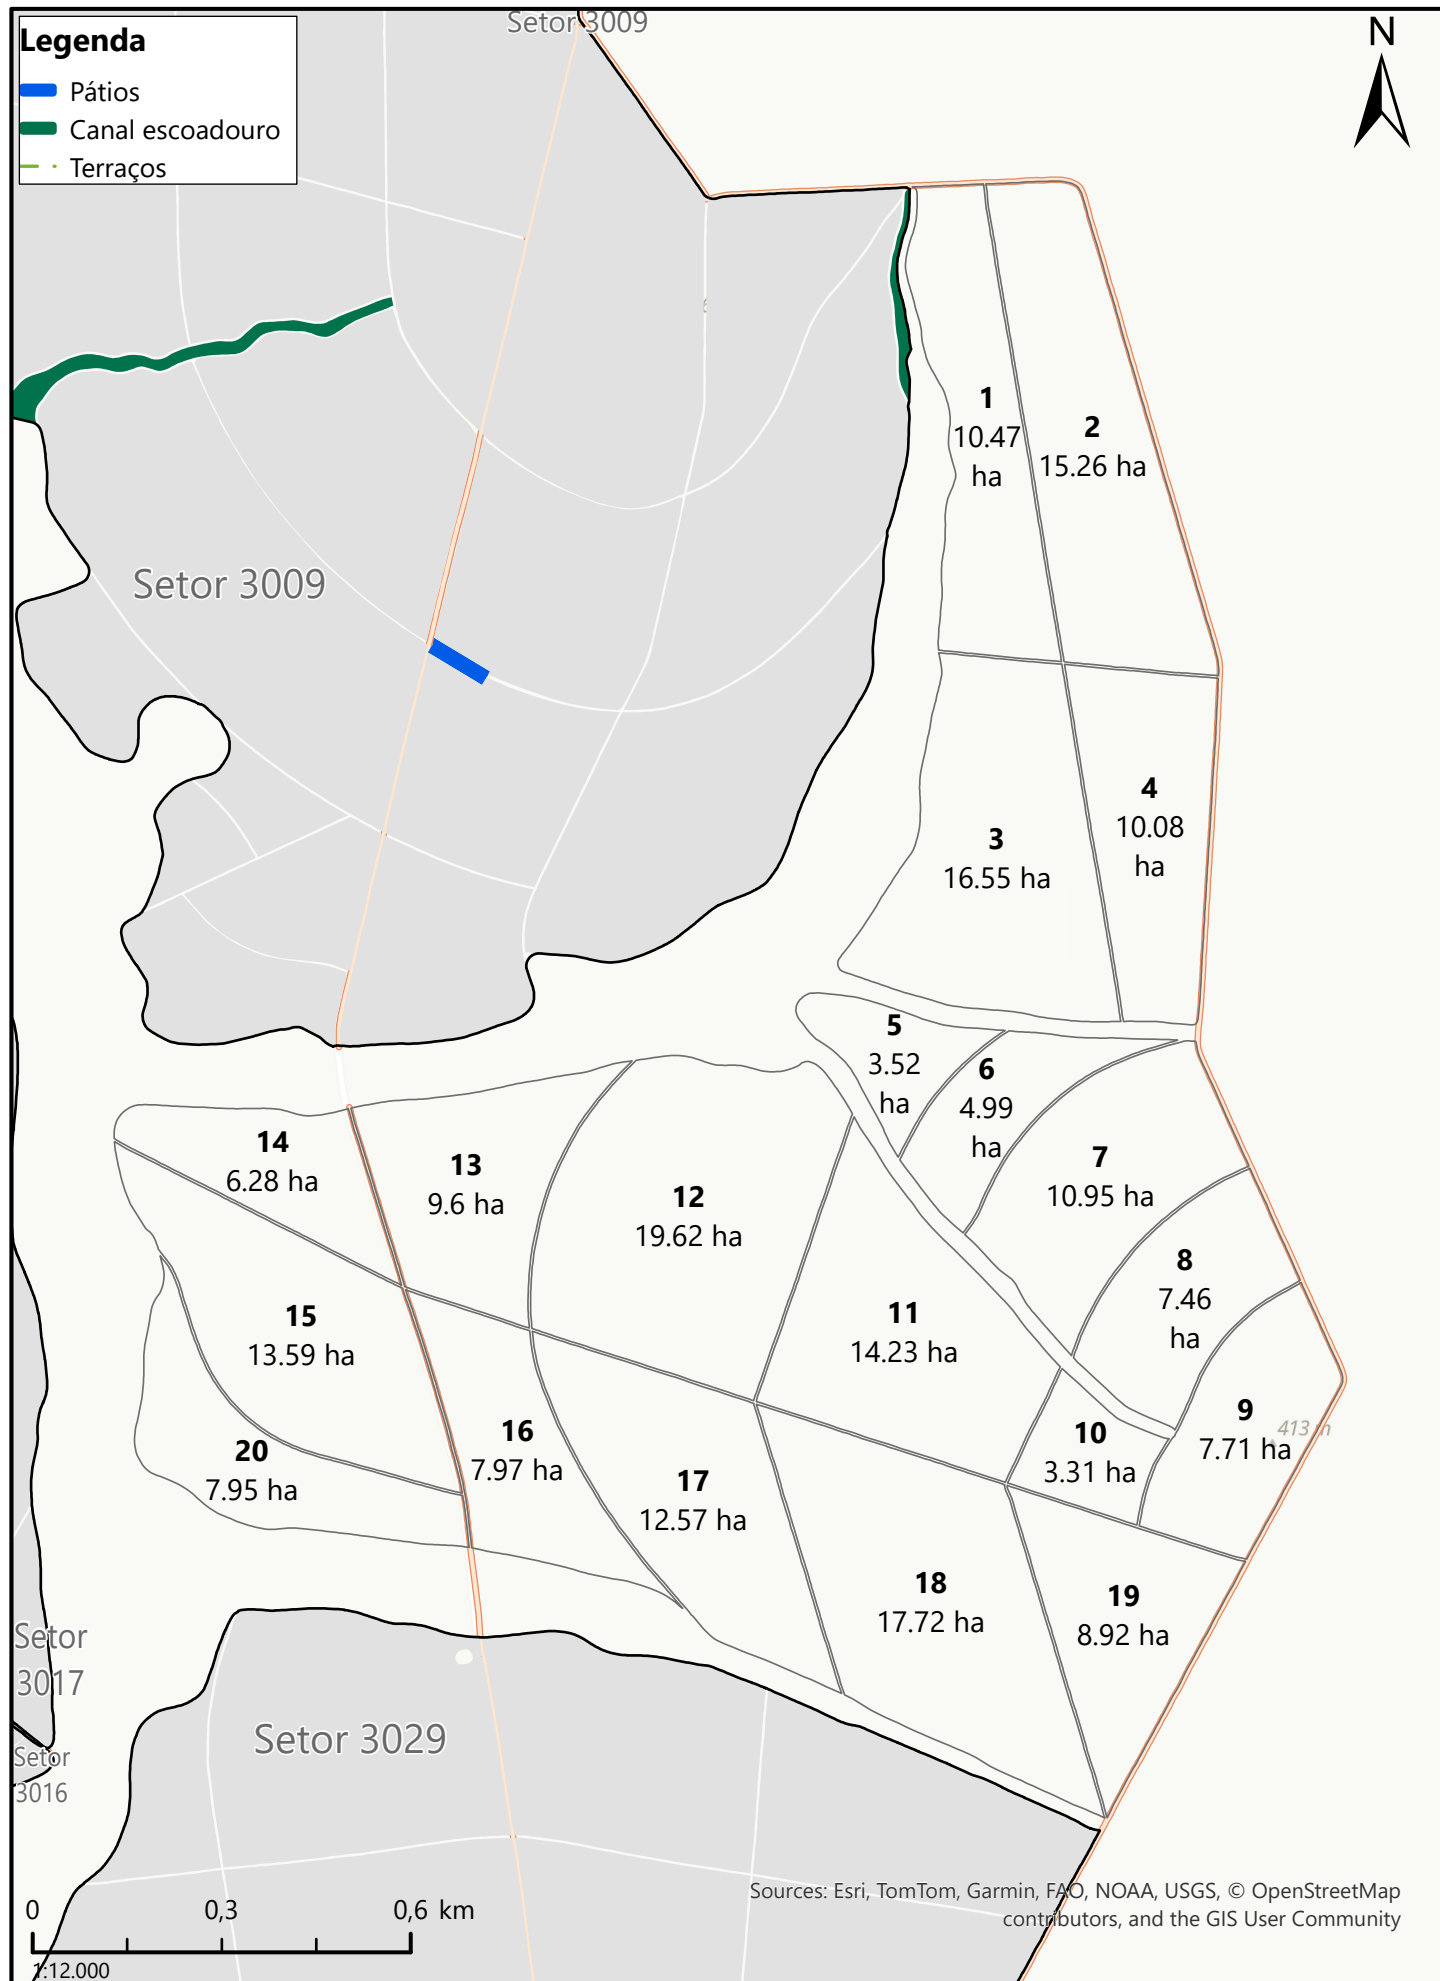 Setor 3009
Legenda
Pátios
Canal escoadouro
Terraços
N
1
10.47
ha
2
15.26 ha
Setor 3009
3
16.55 ha
4
10.08
ha
5
3.52
ha
6
4.99
ha
7
10.95 ha
8
7.46
ha
9
7.71 ha
413 m
10
3.31 ha
11
14.23 ha
12
19.62 ha
13
9.6 ha
14
6.28 ha
15
13.59 ha
16
7.97 ha
17
12.57 ha
18
17.72 ha
19
8.92 ha
20
7.95 ha
Setor
3017
Setor
3016
Setor 3029
0 0,3 0,6 km
1:12.000
Sources: Esri, TomTom, Garmin, FAO, NOAA, USGS, © OpenStreetMap
contributors, and the GIS User Community